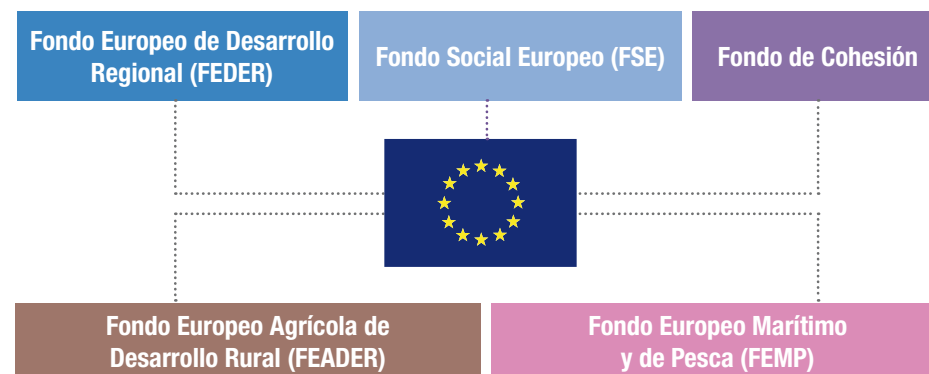 Fondo Europeo de Desarrollo
Regional (FEDER)
Fondo Social Europeo (FSE)
Fondo de Cohesión
Fondo Europeo Agrícola de
Desarrollo Rural (FEADER)
Fondo Europeo Marítimo
y de Pesca (FEMP)